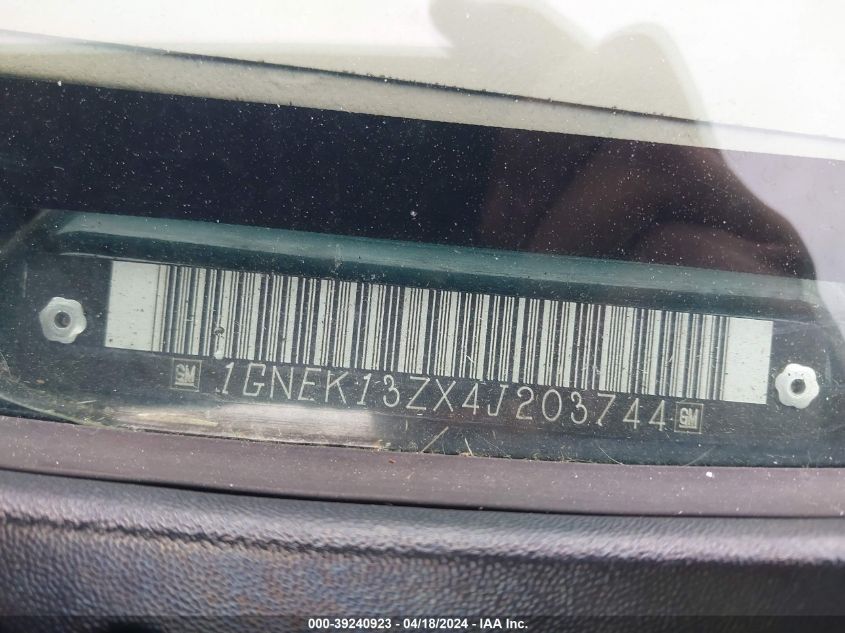 GM 1GNEK13ZX4J203744 GM
000-39240923 / 04/18/2024 - IAA Inc.